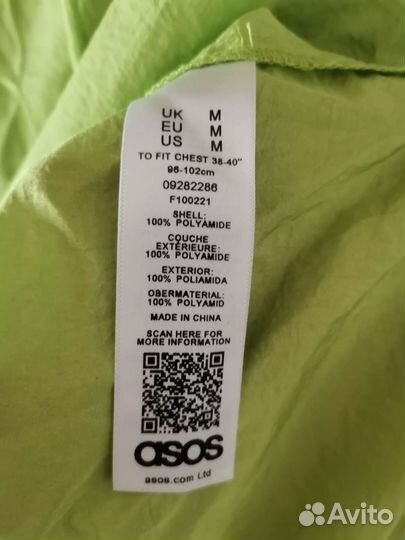 UK M
EU M
US M
TO FIT CHEST 38-40"
96-102cm
09282286
F100221
SHELL:
100% POLYAMIDE
COUCHE
EXTÉRIEURE:
100% POLYAMIDE
EXTERIOR:
100% POLIAMIDA
OBERMATERIAL:
100% POLYAMID
MADE IN CHINA
SCAN HERE FOR
MORE INFORMATION
asos
asos.com Ltd
Avito